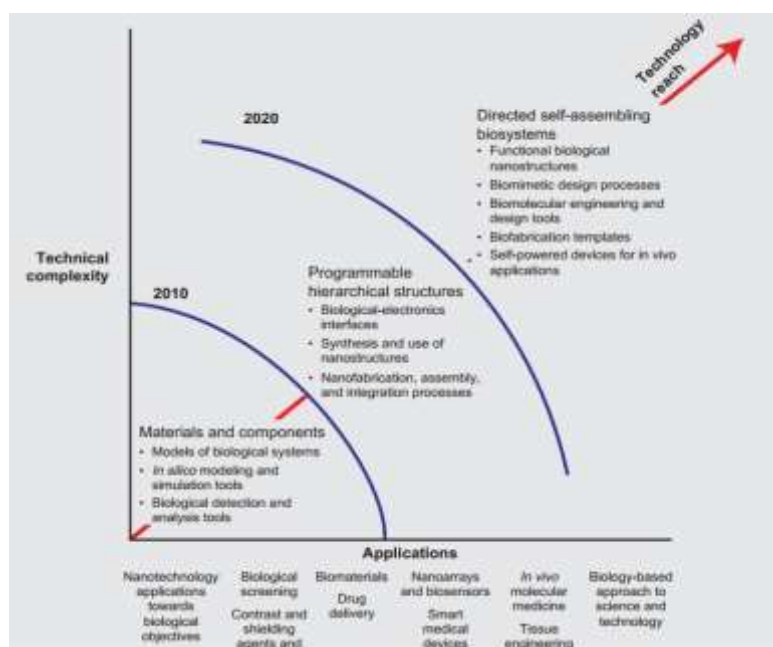 Technology
reach
2020
Directed self-assembling
biosystems
• Functional biological
nanostructures
• Biomimetic design processes
• Biomolecular engineering and
design tools
• Biofabrication templates
• Self-powered devices for in vivo
applications
Technical
complexity
2010
Programmable
hierarchical structures
• Biological-electronics
interfaces
• Synthesis and use of
nanostructures
• Nanofabrication, assembly,
and integration processes
Materials and components
• Models of biological systems
• In silico modeling and
simulation tools
• Biological detection and
analysis tools
Applications
Nanotechnology
applications
towards
biological
objectives
Biological
screening
Contrast and
shielding
agents and
Biomaterials
Drug
delivery
Nanoarrays
and biosensors
Smart
medical
devices
In vivo
molecular
medicine
Tissue
engineering
Biology-based
approach to
science and
technology